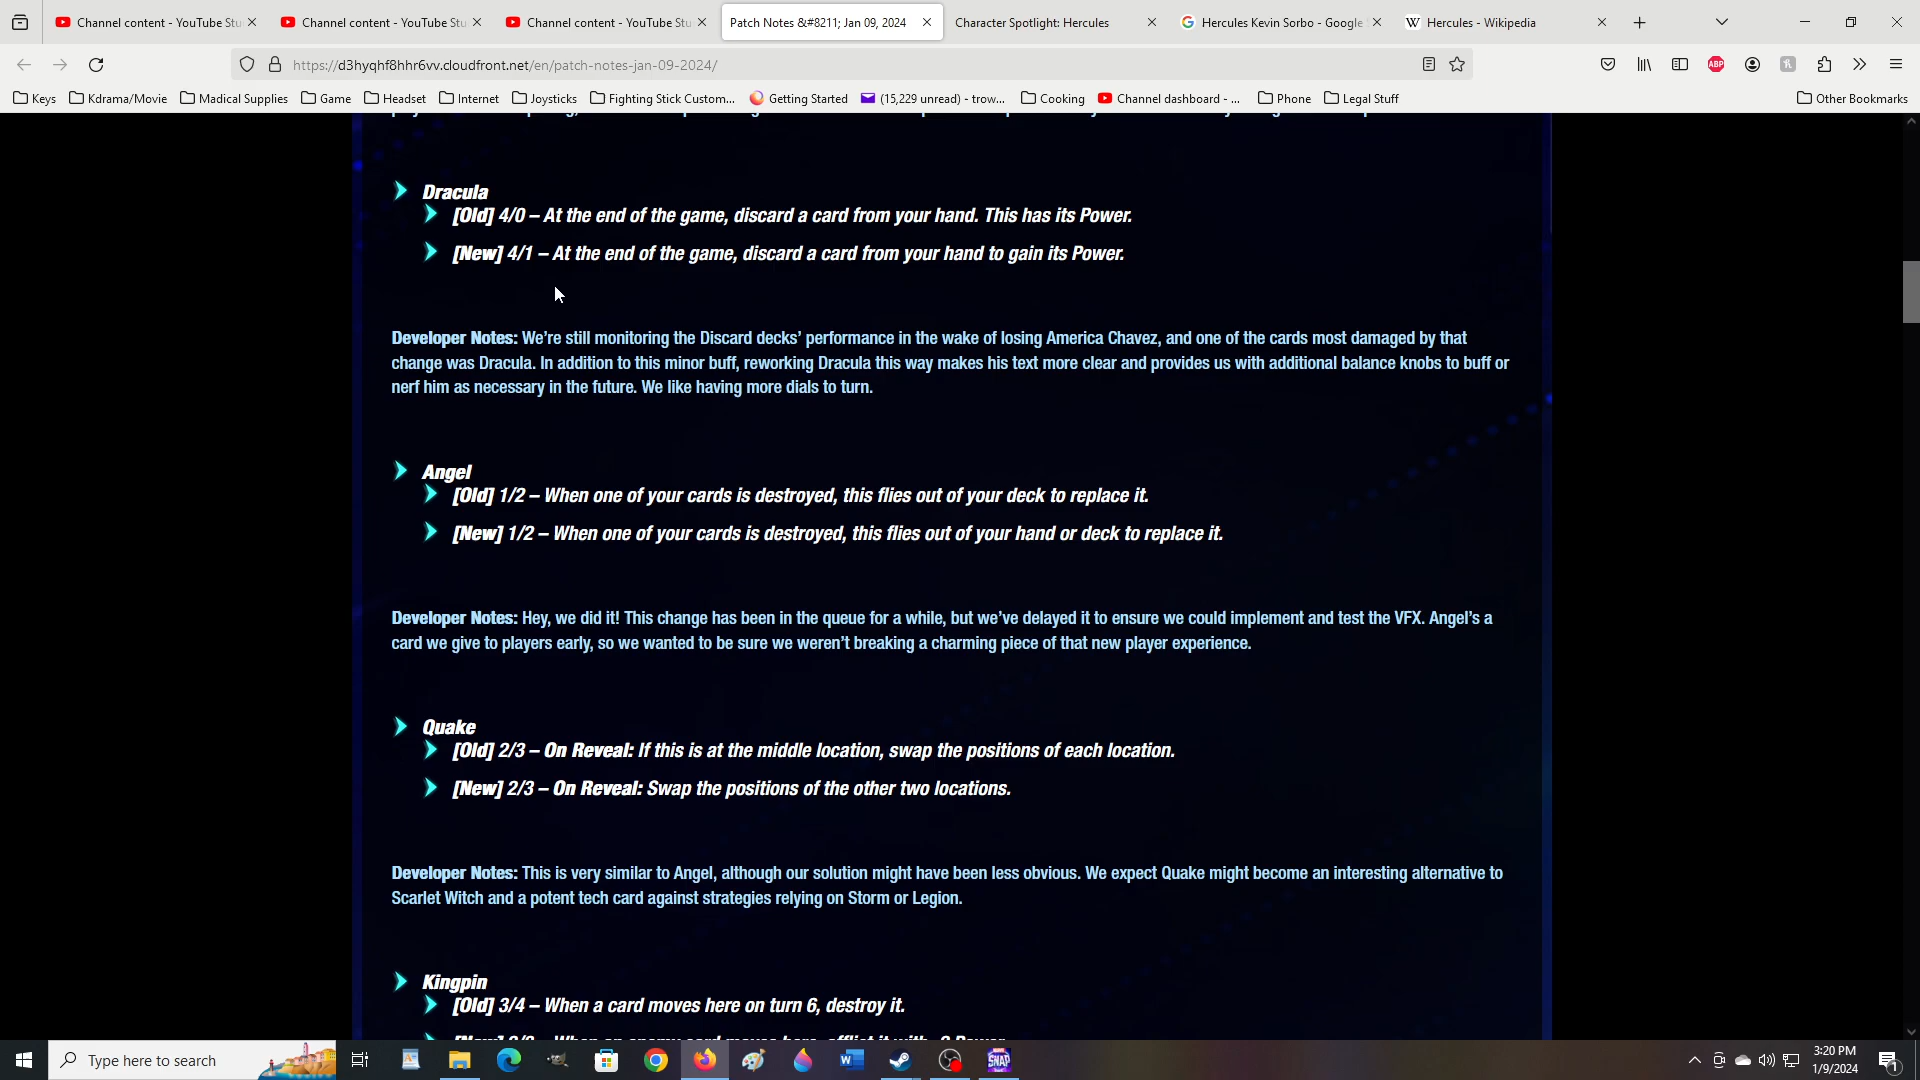 Channel content - YouTube Stu
Channel content - YouTube Stu
Channel content - YouTube Stu
Patch Notes &#8211; Jan 09, 2024
Character Spotlight: Hercules
Hercules Kevin Sorbo - Google
Hercules - Wikipedia
https://d3hyqhf8hhr6vv.cloudfront.net/en/patch-notes-jan-09-2024/
ABP
Keys
Kdrama/Movie
Madical Supplies
Game
Headset
Internet
Joysticks
Fighting Stick Custom...
Getting Started
(15,229 unread) - trow...
Cooking
Channel dashboard - ...
Phone
Legal Stuff
Other Bookmarks
Dracula
[Old] 4/0 – At the end of the game, discard a card from your hand. This has its Power.
[New] 4/1 – At the end of the game, discard a card from your hand to gain its Power.
Developer Notes: We're still monitoring the Discard decks' performance in the wake of losing America Chavez, and one of the cards most damaged by that
change was Dracula. In addition to this minor buff, reworking Dracula this way makes his text more clear and provides us with additional balance knobs to buff or
nerf him as necessary in the future. We like having more dials to turn.
Angel
[Old] 1/2 – When one of your cards is destroyed, this flies out of your deck to replace it.
[New] 1/2 – When one of your cards is destroyed, this flies out of your hand or deck to replace it.
Developer Notes: Hey, we did it! This change has been in the queue for a while, but we've delayed it to ensure we could implement and test the VFX. Angel's a
card we give to players early, so we wanted to be sure we weren't breaking a charming piece of that new player experience.
Quake
[Old] 2/3 – On Reveal: If this is at the middle location, swap the positions of each location.
[New] 2/3 – On Reveal: Swap the positions of the other two locations.
Developer Notes: This is very similar to Angel, although our solution might have been less obvious. We expect Quake might become an interesting alternative to
Scarlet Witch and a potent tech card against strategies relying on Storm or Legion.
Kingpin
[Old] 3/4 – When a card moves here on turn 6, destroy it.
Type here to search
SNAP
3:20 PM
1/9/2024
1